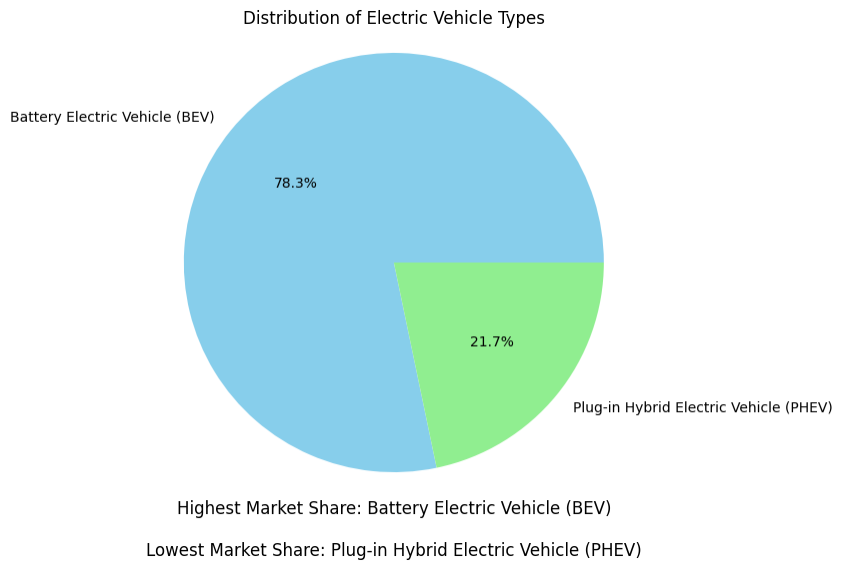 Distribution of Electric Vehicle Types
Battery Electric Vehicle (BEV)
78.3%
21.7%
Plug-in Hybrid Electric Vehicle (PHEV)
Highest Market Share: Battery Electric Vehicle (BEV)
Lowest Market Share: Plug-in Hybrid Electric Vehicle (PHEV)